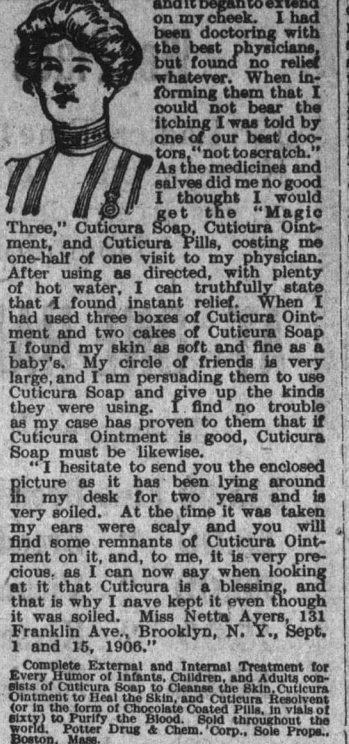 and it began to extend
on my cheek. I had
been doctoring with
the best physicians,
but found no relief
whatever. When in-
forming them that I
could not bear the
itching I was told by
one of our best doc-
tors, "not to scratch."
As the medicines and
salves did me no good
I thought I would
get the "Magic
Three," Cuticura Soap, Cuticura Oint-
ment, and Cuticura Pills, costing me
one-half of one visit to my physician.
After using as directed, with plenty
of hot water, I can truthfully state
that I found instant relief. When I
had used three boxes of Cuticura Oint-
ment and two cakes of Cuticura Soap
I found my skin as soft and fine as a
baby's. My circle of friends is very
large, and I am persuading them to use
Cuticura Soap and give up the kinds
they were using. I find no trouble
as my case has proven to them that if
Cuticura Ointment is good, Cuticura
Soap must be likewise.
"I hesitate to send you the enclosed
picture as it has been lying around
in my desk for two years and is
very soiled. At the time it was taken
my ears were scaly and you will
find some remnants of Cuticura Oint-
ment on it, and, to me, it is very pre-
cious, as I can now say when looking
at it that Cuticura is a blessing, and
that is why I nave kept it even though
it was soiled. Miss Netta Ayers, 131
Franklin Ave., Brooklyn, N. Y., Sept.
1 and 15, 1906."
Complete External and Internal Treatment for
Every Humor of Infants, Children, and Adults con-
sists of Cuticura Soap to Cleanse the Skin, Cuticura
Ointment to Heal the Skin, and Cuticura Resolvent
(or in the form of Chocolate Coated Pills, in vials of
sixty) to Purify the Blood. Sold throughout the
world. Potter Drug & Chem. Corp., Sole Props.,
Boston, Mass.